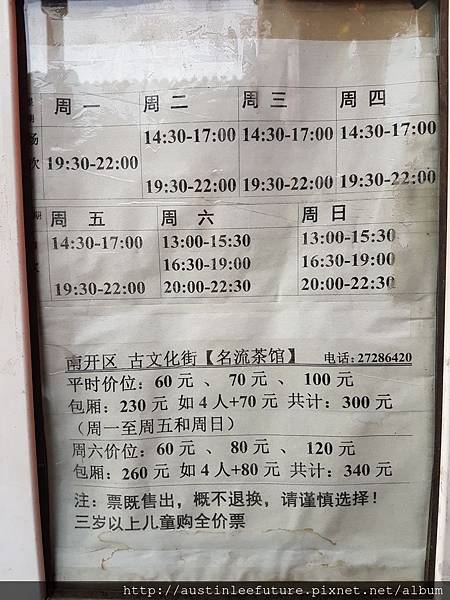 周一 周二 周三 周四
场 14:30-17:00 14:30-17:00 14:30-17:00
次 19:30-22:00
19:30-22:00 19:30-22:00 19:30-22:00
期 周 五 周 六 周 日
14:30-17:00 13:00-15:30 13:00-15:30
16:30-19:00 16:30-19:00
19:30-22:00 20:00-22:30 20:00-22:30
南开区 古文化街【名流茶馆】 电话:27286420
平时价位：60元 、 70元 、 100元
包厢：230元 如4人+70元 共计：300元
（周一至周五和周日）
周六价位：60元 、 80元 、 120元
包厢：260元 如4人+80元 共计：340元
注：票既售出，概不退换，请谨慎选择！
三岁以上儿童购全价票
http://austinleefuture.pixnet.net/album